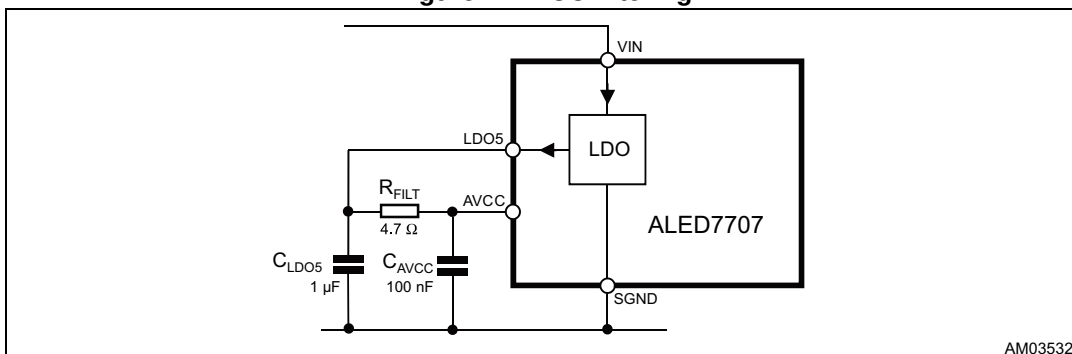 VIN
LDO5
LDO
R_FILT
AVCC
4.7 Ω
ALED7707
C_LDO5
C_AVCC
1 µF
100 nF
SGND
AM03532